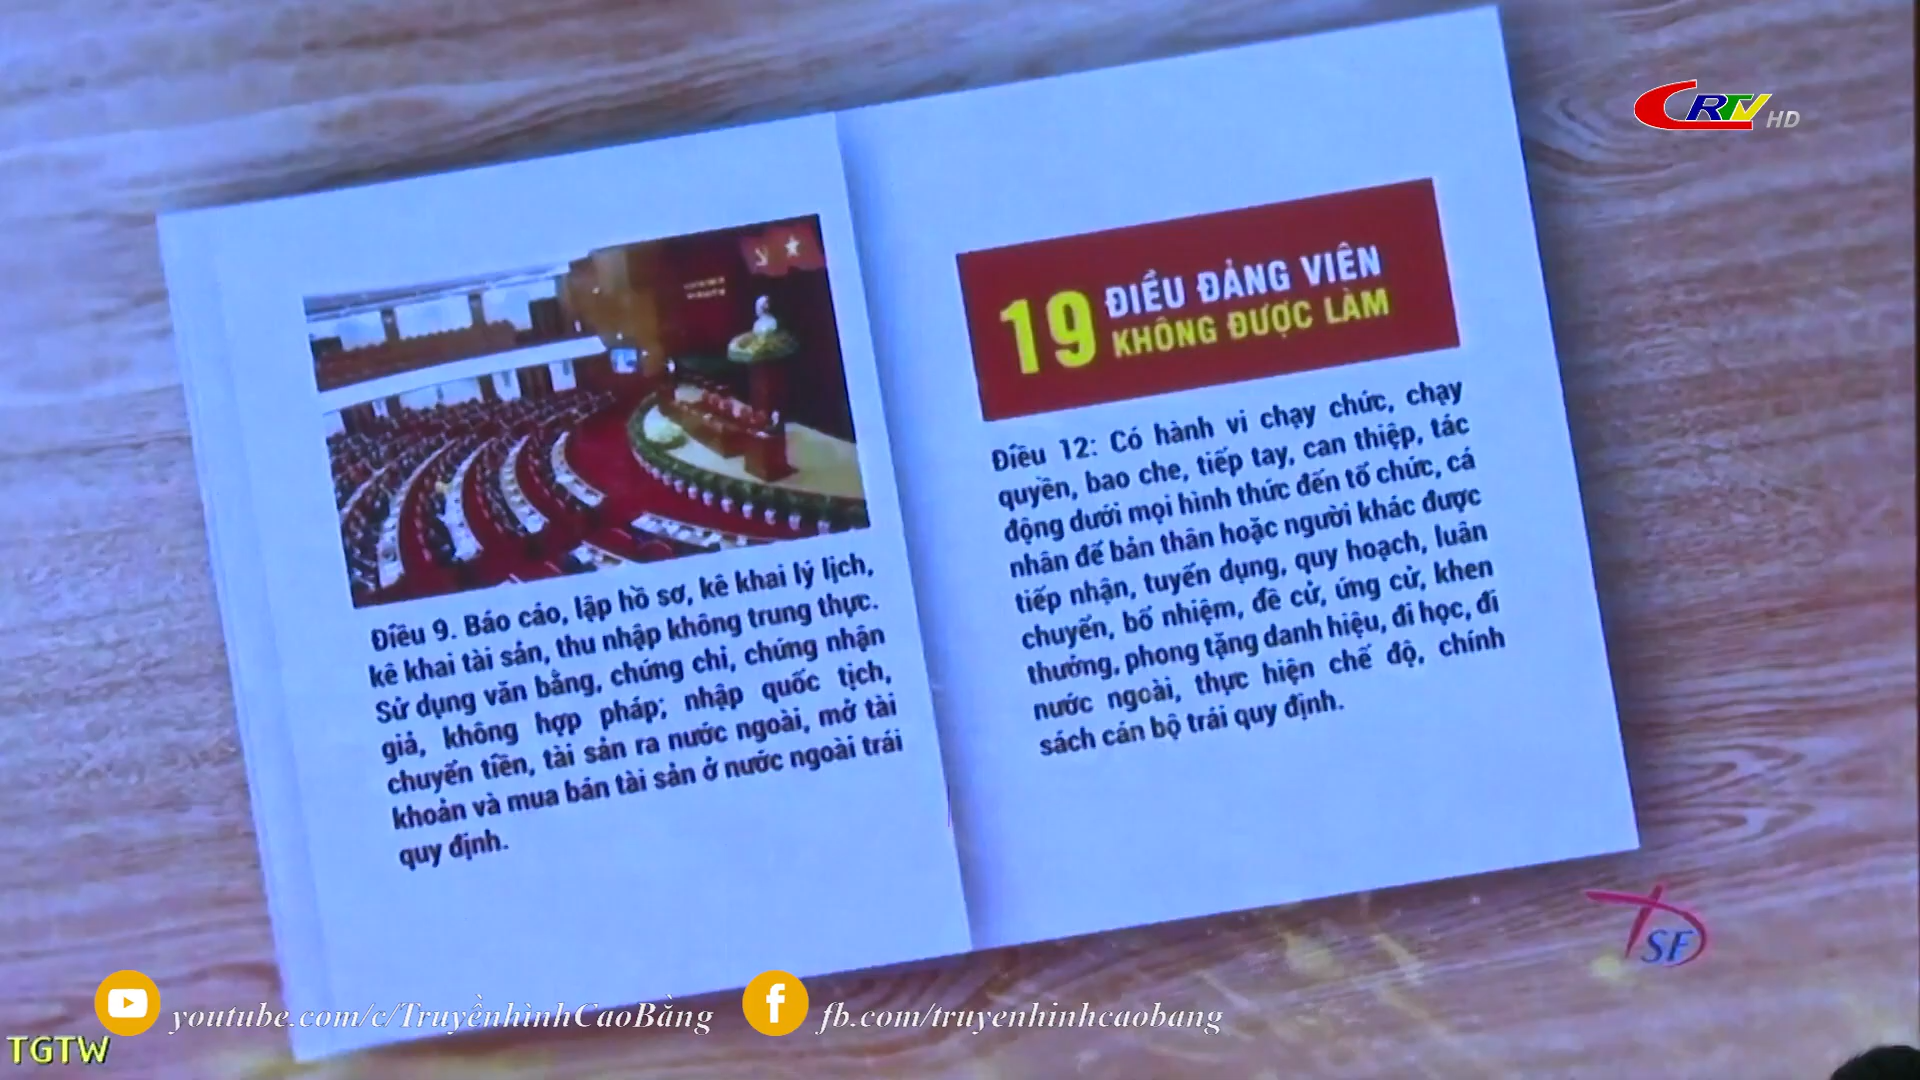 CRTV HD
Điều 9. Báo cáo, lập hồ sơ, kê khai lý lịch,
kê khai tài sản, thu nhập không trung thực.
Sử dụng văn bằng, chứng chỉ, chứng nhận
giả, không hợp pháp; nhập quốc tịch,
chuyển tiền, tài sản ra nước ngoài, mở tài
khoản và mua bán tài sản ở nước ngoài trái
quy định.
19 ĐIỀU ĐẢNG VIÊN
KHÔNG ĐƯỢC LÀM
Điều 12: Có hành vi chạy chức, chạy
quyền, bao che, tiếp tay, can thiệp, tác
động dưới mọi hình thức đến tổ chức, cá
nhân để bản thân hoặc người khác được
tiếp nhận, tuyển dụng, quy hoạch, luân
chuyển, bổ nhiệm, đề cử, ứng cử, khen
thưởng, phong tặng danh hiệu, đi học, đi
nước ngoài, thực hiện chế độ, chính
sách cán bộ trái quy định.
SF
youtube.com/c/TruyềnhìnhCaoBằng
fb.com/truyenhinhcaobang
TGTW